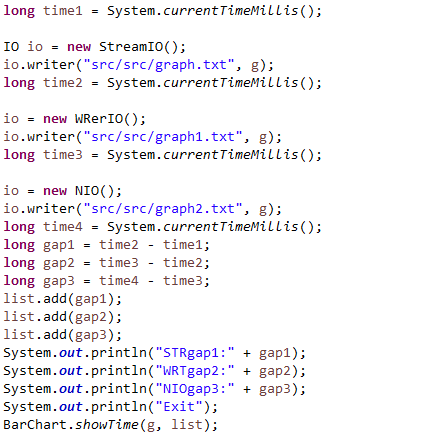 long time1 = System.currentTimeMillis();
IO io = new StreamIO();
io.writer("src/src/graph.txt", g);
long time2 = System.currentTimeMillis();
io = new WRerIO();
io.writer("src/src/graph1.txt", g);
long time3 = System.currentTimeMillis();
io = new NIO();
io.writer("src/src/graph2.txt", g);
long time4 = System.currentTimeMillis();
long gap1 = time2 - time1;
long gap2 = time3 - time2;
long gap3 = time4 - time3;
list.add(gap1);
list.add(gap2);
list.add(gap3);
System.out.println("STRgap1:" + gap1);
System.out.println("WRTgap2:" + gap2);
System.out.println("NIOgap3:" + gap3);
System.out.println("Exit");
BarChart.showTime(g, list);